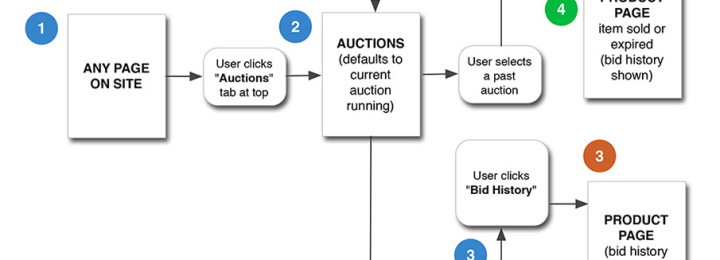 1
ANY PAGE
ON SITE
User clicks
"Auctions"
tab at top
2
AUCTIONS
(defaults to
current
auction
running)
User selects
a past
auction
4
PRODUCT
PAGE
item sold or
expired
(bid history
shown)
User clicks
"Bid History"
3
3
PRODUCT
PAGE
(bid history